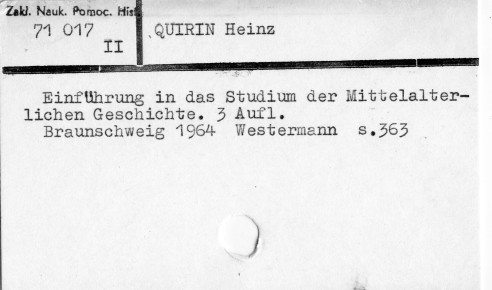 Zakl. Nauk. Pomoc. Hist.
71 017
II
QUIRIN Heinz
Einführung in das Studium der Mittelalter-
lichen Geschichte. 3 Aufl.
Braunschweig 1964 Westermann s.363